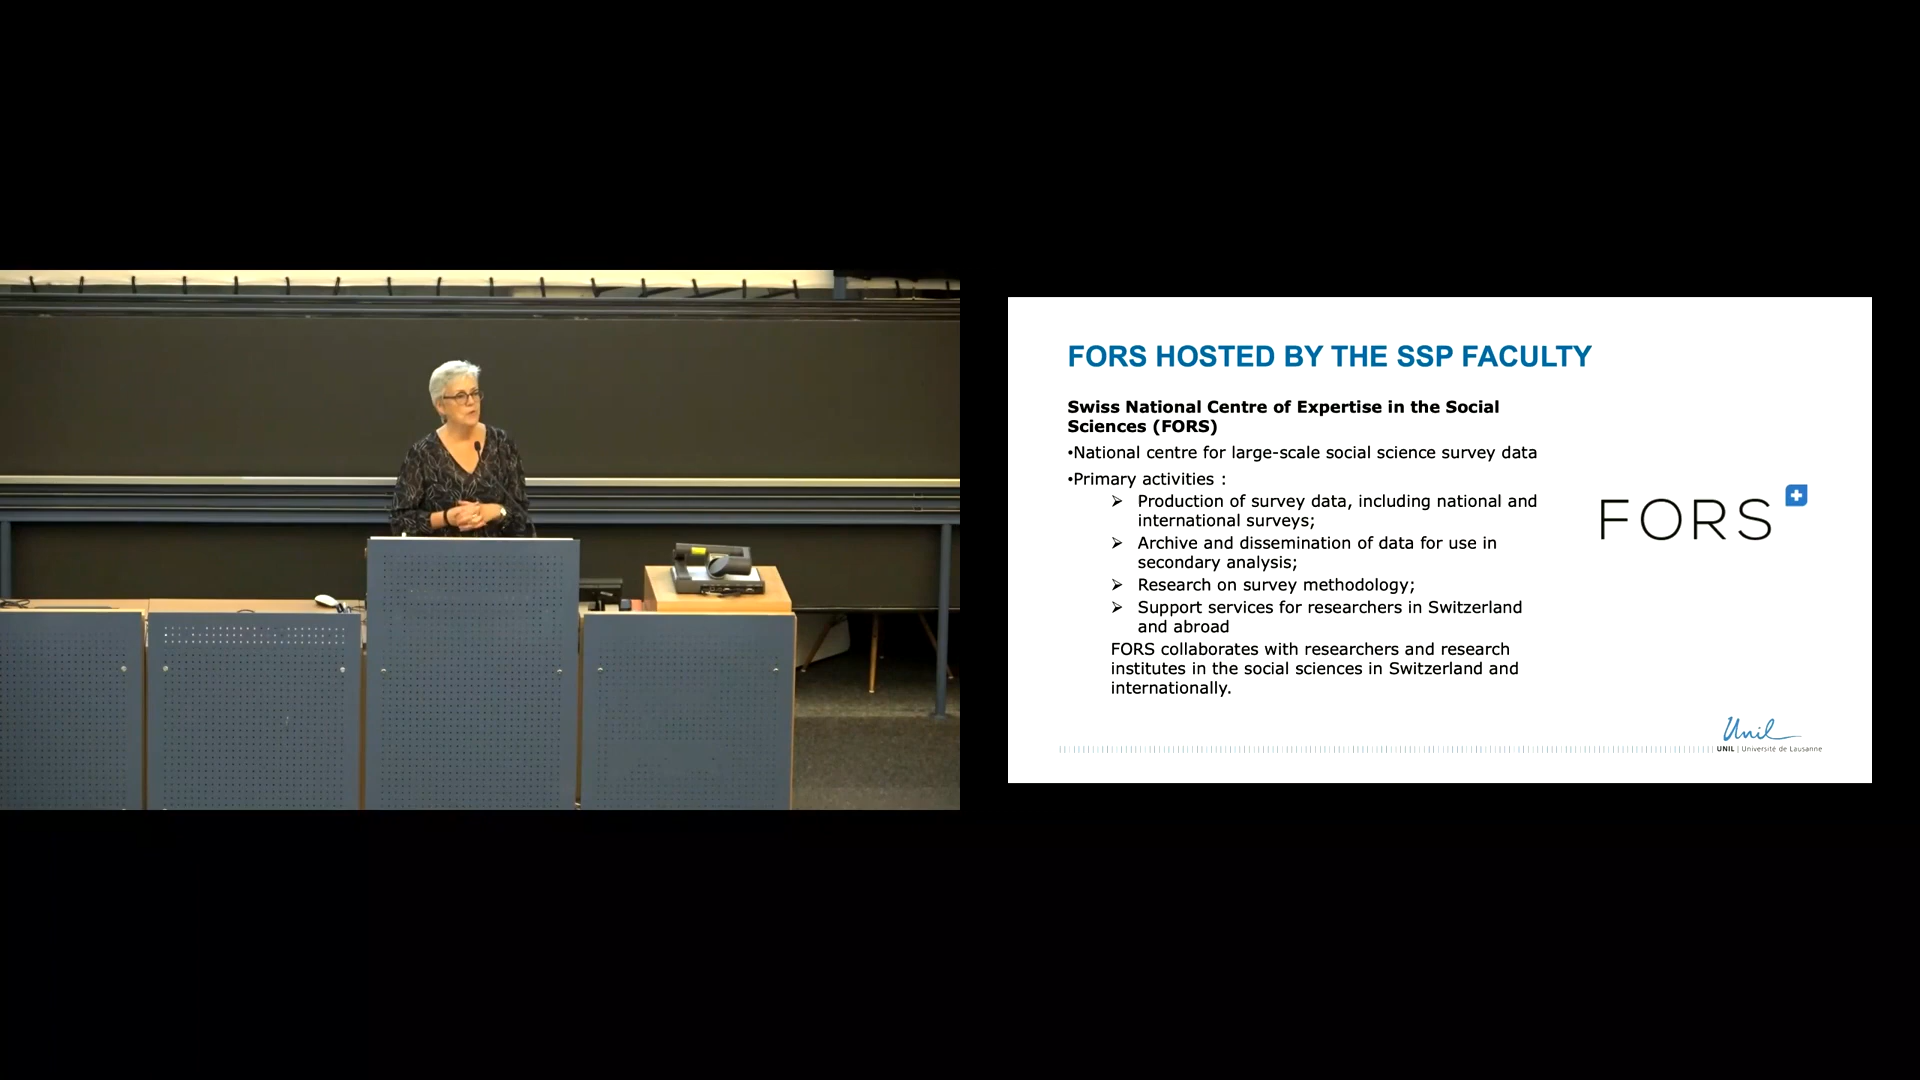 FORS HOSTED BY THE SSP FACULTY
Swiss National Centre of Expertise in the Social
Sciences (FORS)
•National centre for large-scale social science survey data
•Primary activities :
➢ Production of survey data, including national and
international surveys;
➢ Archive and dissemination of data for use in
secondary analysis;
➢ Research on survey methodology;
➢ Support services for researchers in Switzerland
and abroad
FORS collaborates with researchers and research
institutes in the social sciences in Switzerland and
internationally.
FORS
Unil
UNIL | Université de Lausanne